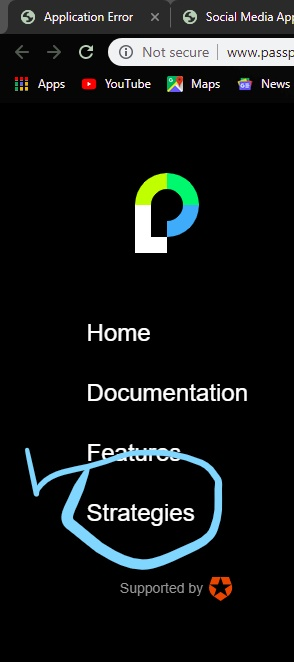 Application Error
Social Media App
Not secure | www.passp
Apps YouTube Maps News
Home
Documentation
Features
Strategies
Supported by